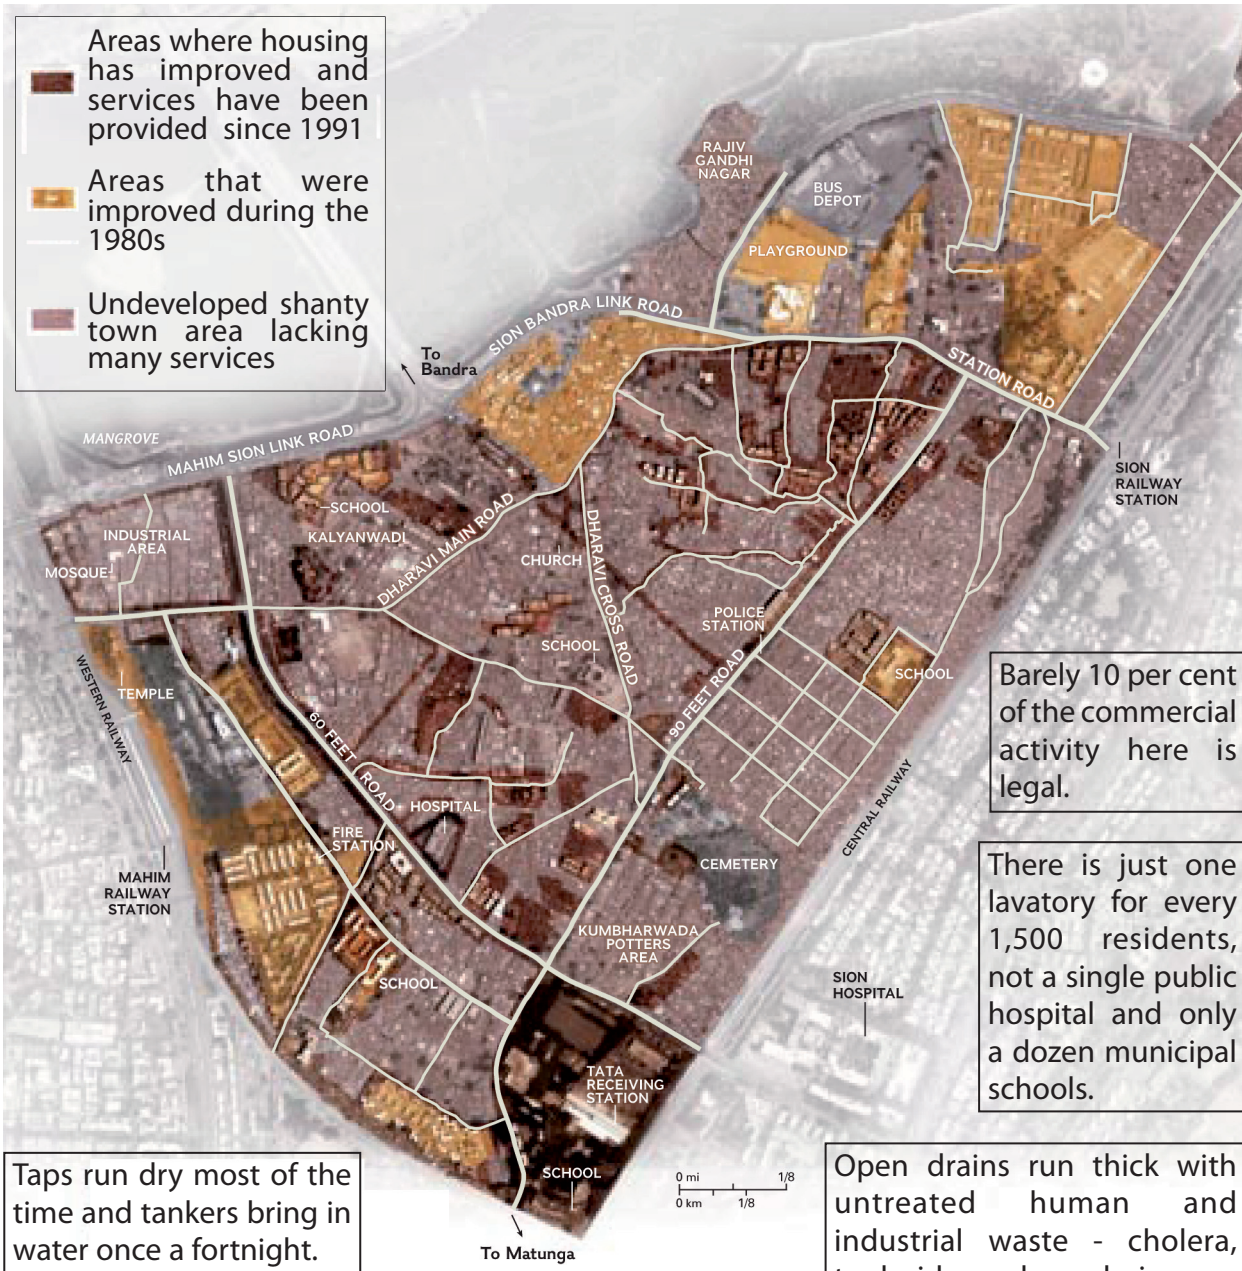 Areas where housing
has improved and
services have been
provided since 1991
Areas that were
improved during the
1980s
Undeveloped shanty
town area lacking
many services
RAJIV
GANDHI
NAGAR
BUS
DEPOT
PLAYGROUND
SION BANDRA LINK ROAD
To
Bandra
STATION ROAD
MANGROVE
MAHIM SION LINK ROAD
SION
RAILWAY
STATION
SCHOOL
KALYANWADI
INDUSTRIAL
AREA
MOSQUE
DHARAVI MAIN ROAD
CHURCH
DHARAVI CROSS ROAD
POLICE
STATION
SCHOOL
SCHOOL
90 FEET ROAD
WESTERN RAILWAY
TEMPLE
60 FEET ROAD
Barely 10 per cent
of the commercial
activity here is
legal.
CENTRAL RAILWAY
HOSPITAL
FIRE
STATION
CEMETERY
MAHIM
RAILWAY
STATION
There is just one
lavatory for every
1,500 residents,
not a single public
hospital and only
a dozen municipal
schools.
KUMBHARWADA
POTTERS
AREA
SCHOOL
SION
HOSPITAL
TATA
RECEIVING
STATION
SCHOOL
0 mi 1/8
0 km 1/8
To Matunga
Taps run dry most of the
time and tankers bring in
water once a fortnight.
Open drains run thick with
untreated human and
industrial waste - cholera,